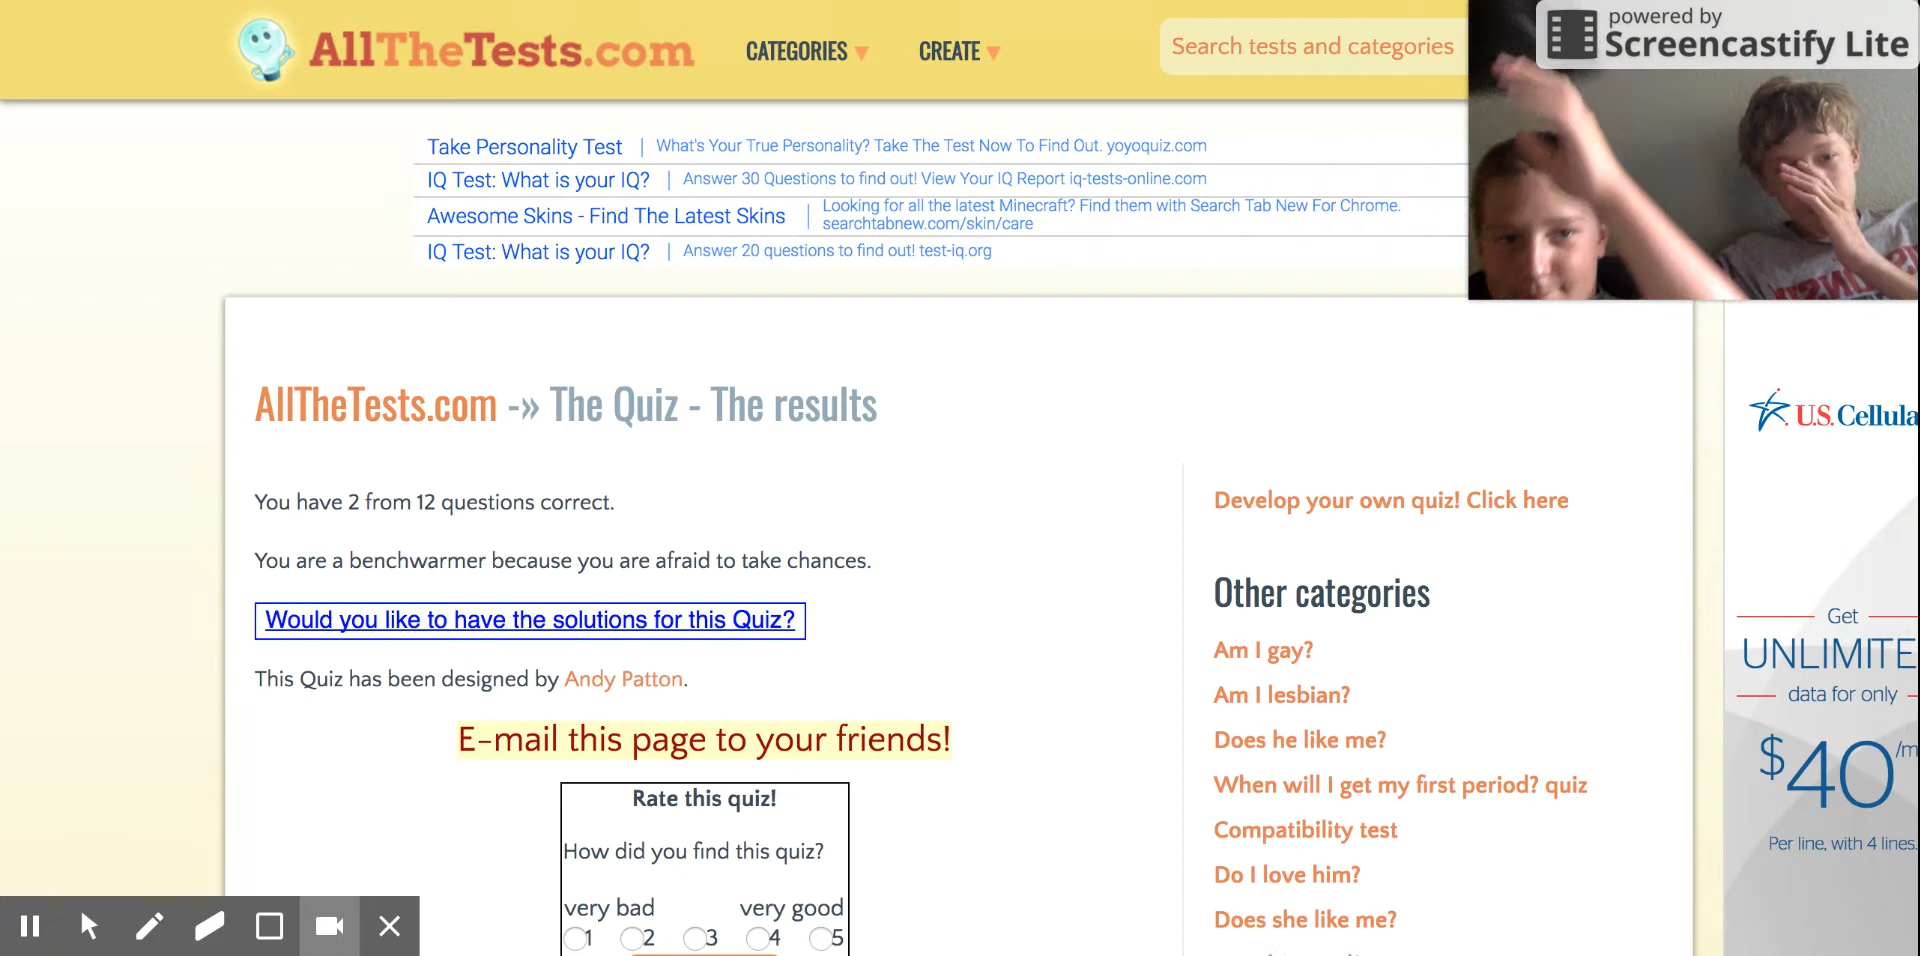 AllTheTests.com
CATEGORIES
CREATE
Search tests and categories
powered by
Screencastify Lite
Take Personality Test | What's Your True Personality? Take The Test Now To Find Out. yoyoquiz.com
IQ Test: What is your IQ? | Answer 30 Questions to find out! View Your IQ Report iq-tests-online.com
Awesome Skins - Find The Latest Skins | Looking for all the latest Minecraft? Find them with Search Tab New For Chrome.
searchtabnew.com/skin/care
IQ Test: What is your IQ? | Answer 20 questions to find out! test-iq.org
AllTheTests.com -» The Quiz - The results
You have 2 from 12 questions correct.
You are a benchwarmer because you are afraid to take chances.
Would you like to have the solutions for this Quiz?
This Quiz has been designed by Andy Patton.
E-mail this page to your friends!
Rate this quiz!
How did you find this quiz?
very bad very good
1 2 3 4 5
Develop your own quiz! Click here
Other categories
Am I gay?
Am I lesbian?
Does he like me?
When will I get my first period? quiz
Compatibility test
Do I love him?
Does she like me?
U.S. Cellula
Get
UNLIMITE
data for only
$40/m
Per line, with 4 lines.